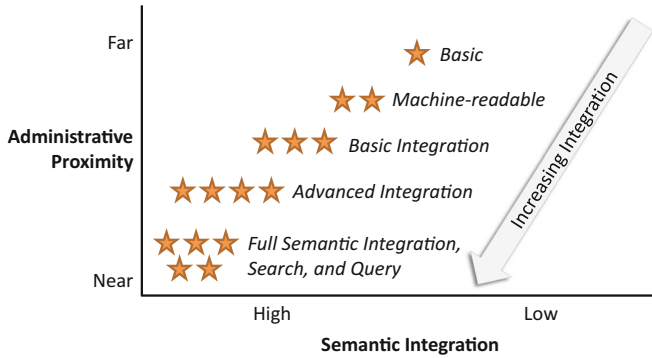 Far
Basic
Machine-readable
Administrative
Proximity
Basic Integration
Advanced Integration
Full Semantic Integration,
Search, and Query
Near
Increasing Integration
High
Low
Semantic Integration